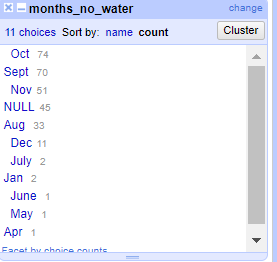 months_no_water change
11 choices Sort by: name count Cluster
Oct 74
Sept 70
Nov 51
NULL 45
Aug 33
Dec 11
July 2
Jan 2
June 1
May 1
Apr 1
Facet by choice counts